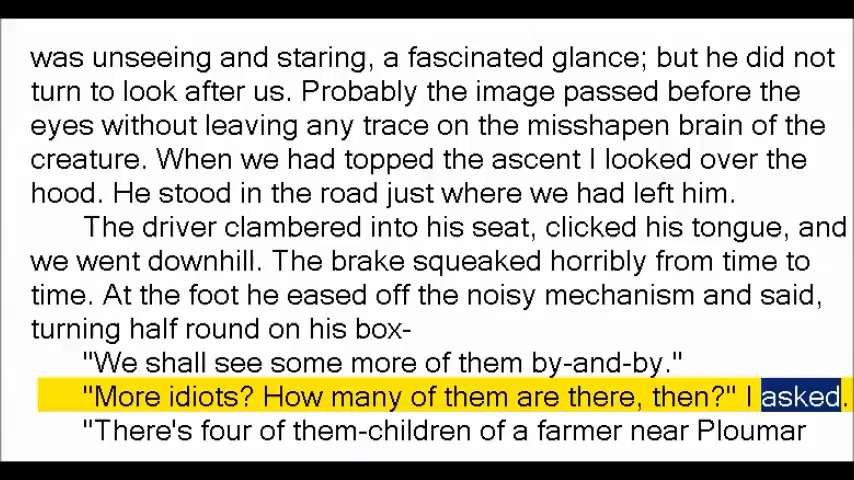 was unseeing and staring, a fascinated glance; but he did not
turn to look after us. Probably the image passed before the
eyes without leaving any trace on the misshapen brain of the
creature. When we had topped the ascent I looked over the
hood. He stood in the road just where we had left him.
The driver clambered into his seat, clicked his tongue, and
we went downhill. The brake squeaked horribly from time to
time. At the foot he eased off the noisy mechanism and said,
turning half round on his box-
"We shall see some more of them by-and-by."
"More idiots? How many of them are there, then?" I asked.
"There's four of them-children of a farmer near Ploumar